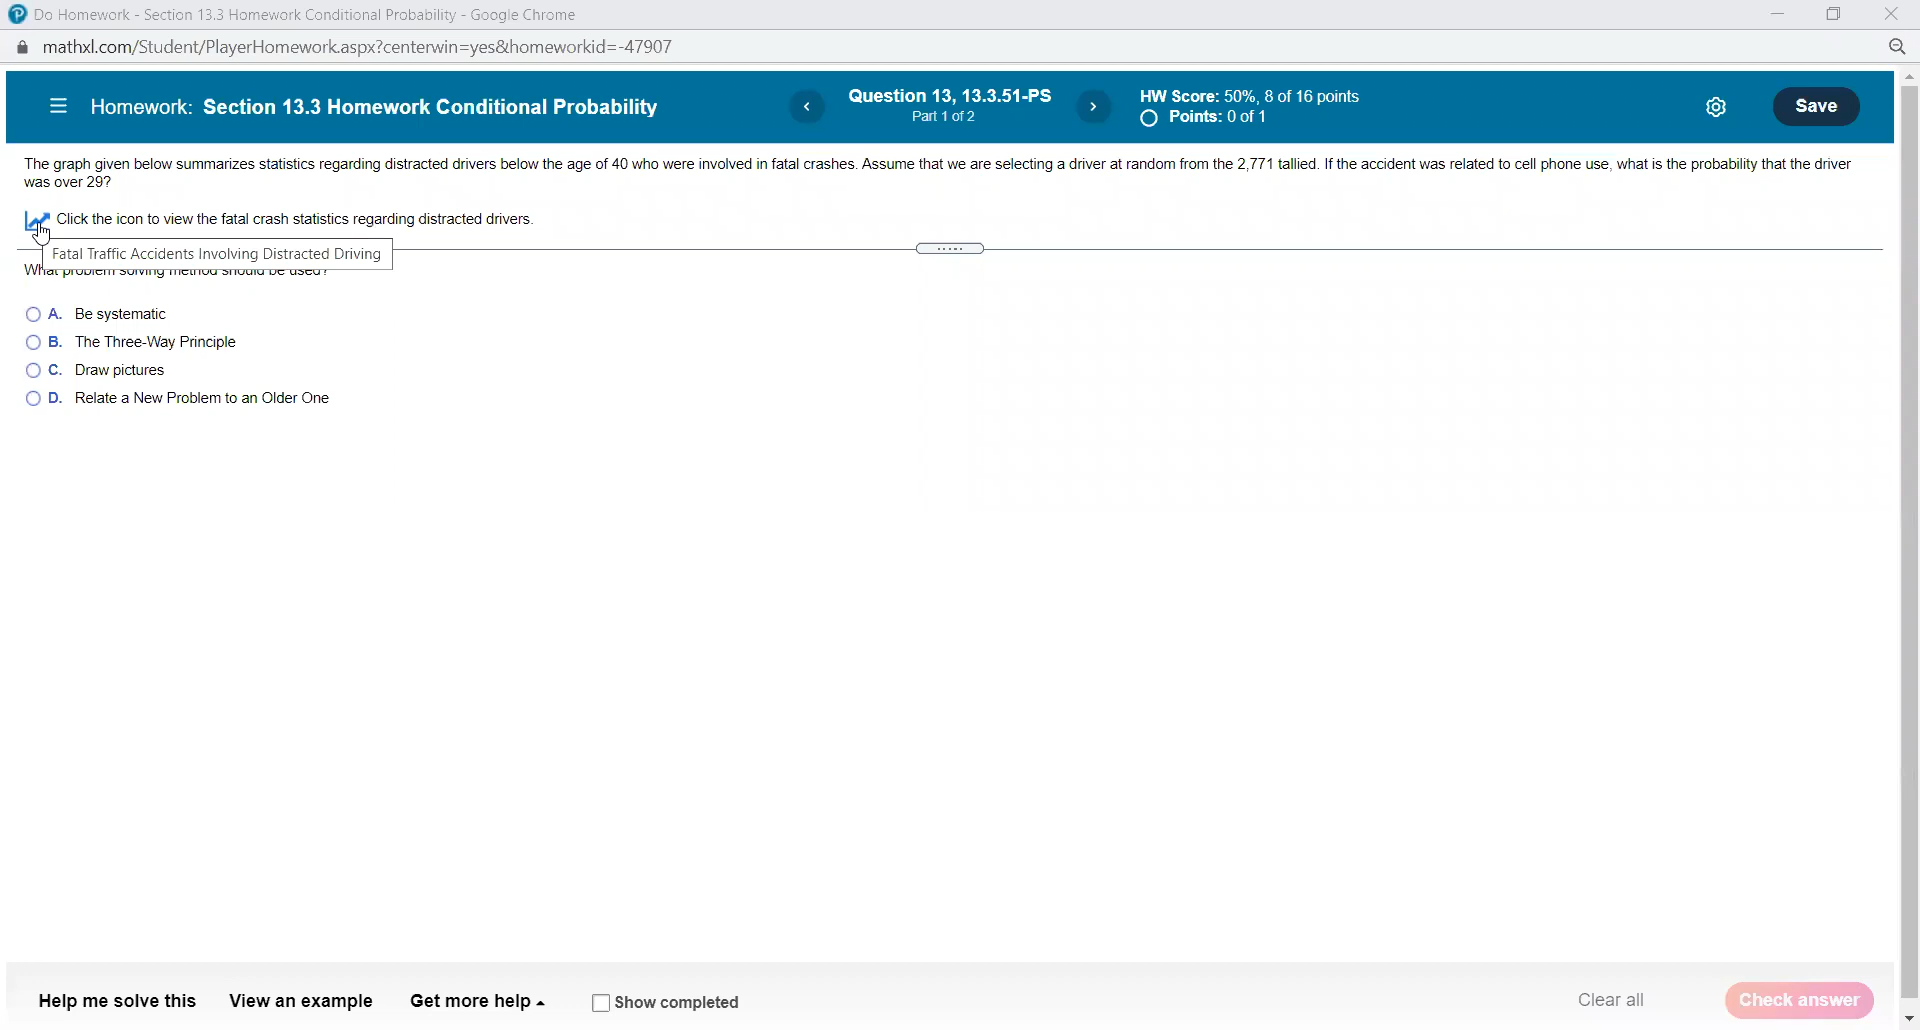 Do Homework - Section 13.3 Homework Conditional Probability - Google Chrome
mathxl.com/Student/PlayerHomework.aspx?centerwin=yes&homeworkid=-47907
Homework: Section 13.3 Homework Conditional Probability
Question 13, 13.3.51-PS
Part 1 of 2
HW Score: 50%, 8 of 16 points
Points: 0 of 1
Save
The graph given below summarizes statistics regarding distracted drivers below the age of 40 who were involved in fatal crashes. Assume that we are selecting a driver at random from the 2,771 tallied. If the accident was related to cell phone use, what is the probability that the driver
was over 29?
Click the icon to view the fatal crash statistics regarding distracted drivers.
Fatal Traffic Accidents Involving Distracted Driving
What problem solving method should be used?
A. Be systematic
B. The Three-Way Principle
C. Draw pictures
D. Relate a New Problem to an Older One
Help me solve this
View an example
Get more help
Show completed
Clear all
Check answer